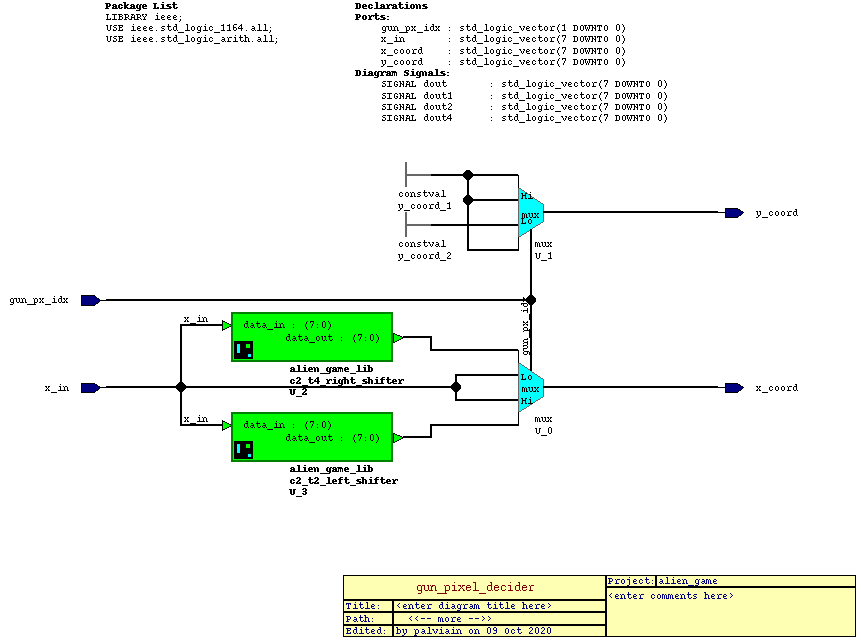 Package List
LIBRARY ieee;
USE ieee.std_logic_1164.all;
USE ieee.std_logic_arith.all;
Declarations
Ports:
gun_px_idx : std_logic_vector(1 DOWNTO 0)
x_in : std_logic_vector(7 DOWNTO 0)
x_coord : std_logic_vector(7 DOWNTO 0)
y_coord : std_logic_vector(7 DOWNTO 0)
Diagram Signals:
SIGNAL dout : std_logic_vector(7 DOWNTO 0)
SIGNAL dout1 : std_logic_vector(7 DOWNTO 0)
SIGNAL dout2 : std_logic_vector(7 DOWNTO 0)
SIGNAL dout4 : std_logic_vector(7 DOWNTO 0)
constval
y_coord_1
Hi
mux
Lo
y_coord
constval
y_coord_2
mux
U_1
gun_px_idx
gun_px_idx
x_in
data_in : (7:0)
data_out : (7:0)
alien_game_lib
c2_t4_right_shifter
U_2
x_in
Lo
mux
Hi
x_coord
x_in
data_in : (7:0)
data_out : (7:0)
mux
U_0
alien_game_lib
c2_t2_left_shifter
U_3
gun_pixel_decider
Project: alien_game
<enter comments here>
Title: <enter diagram title here>
Path: <<-- more -->>
Edited: by palviain on 09 Oct 2020